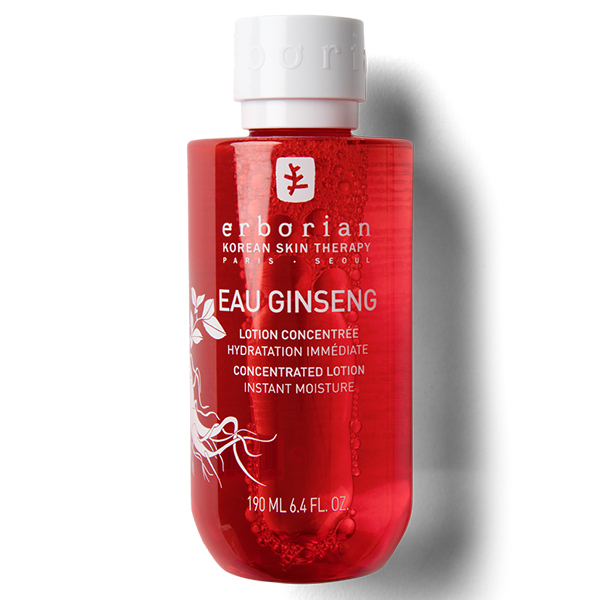 erborian
KOREAN SKIN THERAPY
PARIS · SEOUL
EAU GINSENG
LOTION CONCENTRÉE
HYDRATATION IMMÉDIATE
CONCENTRATED LOTION
INSTANT MOISTURE
190 ML 6.4 FL. OZ.